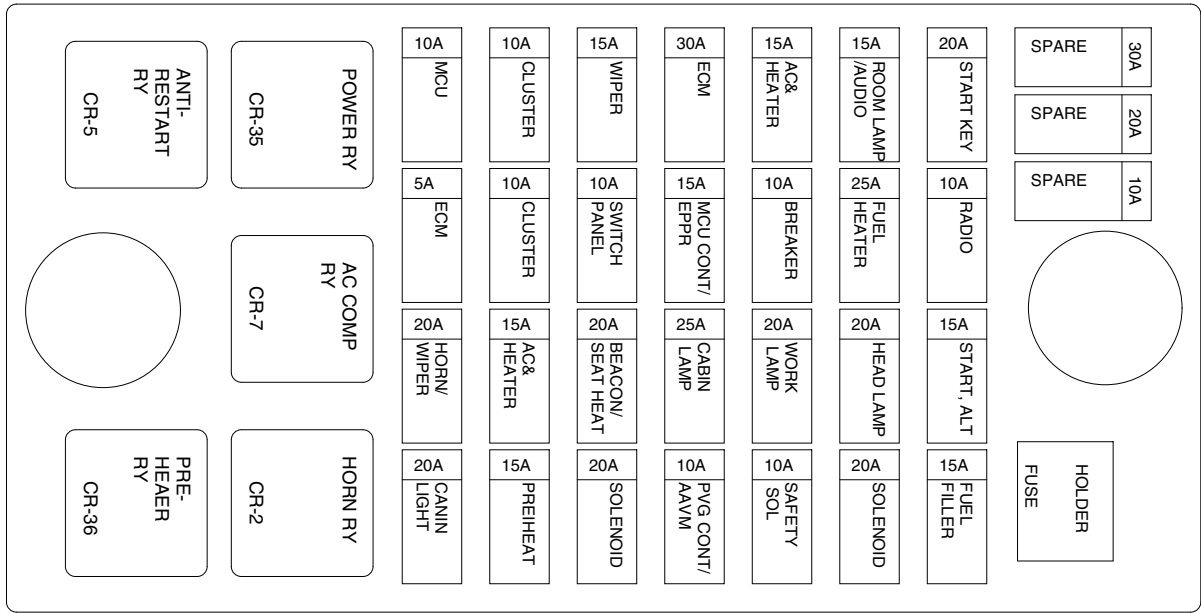 ANTI-
RESTART
RY
CR-5
POWER RY
CR-35
10A
MCU
10A
CLUSTER
15A
WIPER
30A
ECM
15A
AC&
HEATER
15A
ROOM LAMP
/AUDIO
20A
START KEY
SPARE
30A
SPARE
20A
SPARE
10A
AC COMP
RY
CR-7
5A
ECM
10A
CLUSTER
10A
SWITCH
PANEL
15A
MCU CONT/
EPPR
10A
BREAKER
25A
FUEL
HEATER
10A
RADIO
20A
HORN/
WIPER
15A
AC&
HEATER
20A
BEACON/
SEAT HEAT
25A
CABIN
LAMP
20A
WORK
LAMP
20A
HEAD LAMP
15A
START, ALT
PRE-
HEAER
RY
CR-36
HORN RY
CR-2
20A
CANIN
LIGHT
15A
PREIHEAT
20A
SOLENOID
10A
PVG CONT/
AAVM
10A
SAFETY
SOL
20A
SOLENOID
15A
FUEL
FILLER
HOLDER
FUSE